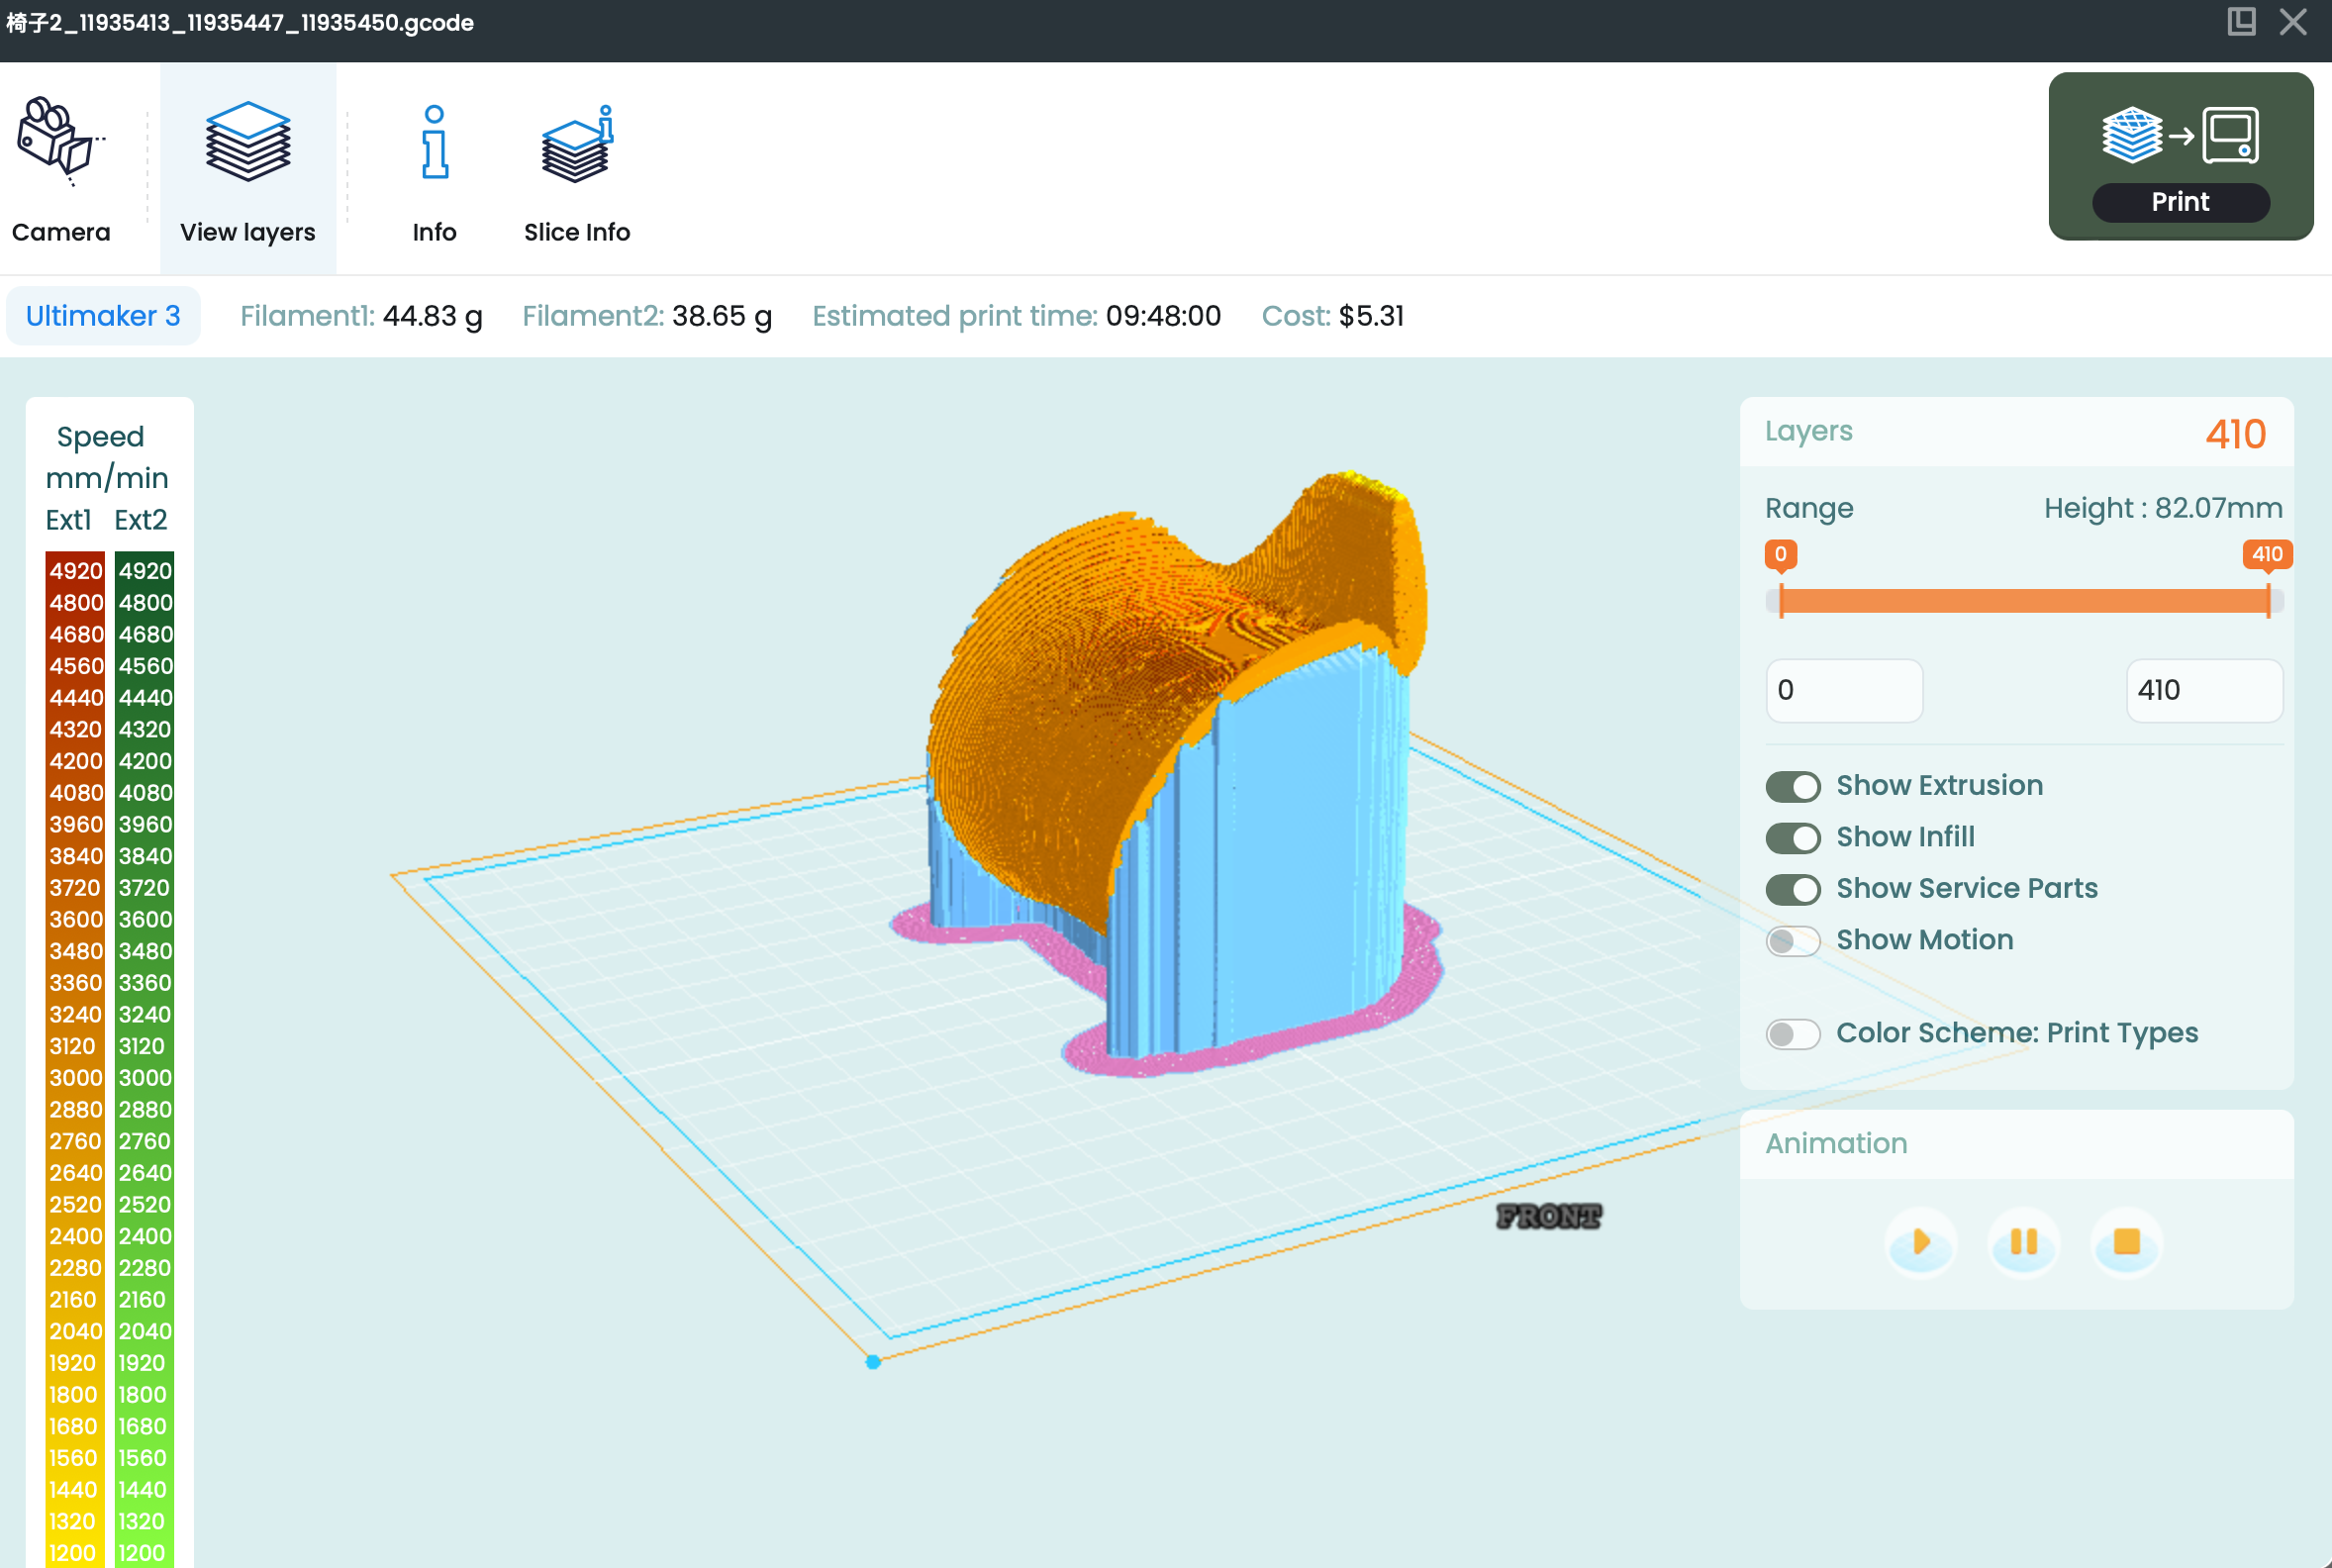 椅子2_11935413_11935447_11935450.gcode
Camera
View layers
Info
Slice Info
Print
Ultimaker 3 Filament1: 44.83 g Filament2: 38.65 g Estimated print time: 09:48:00 Cost: $5.31
Speed
mm/min
Ext1 Ext2
4920 4920
4800 4800
4680 4680
4560 4560
4440 4440
4320 4320
4200 4200
4080 4080
3960 3960
3840 3840
3720 3720
3600 3600
3480 3480
3360 3360
3240 3240
3120 3120
3000 3000
2880 2880
2760 2760
2640 2640
2520 2520
2400 2400
2280 2280
2160 2160
2040 2040
1920 1920
1800 1800
1680 1680
1560 1560
1440 1440
1320 1320
1200 1200
FRONT
Layers 410
Range Height : 82.07mm
0 410
0 410
Show Extrusion
Show Infill
Show Service Parts
Show Motion
Color Scheme: Print Types
Animation